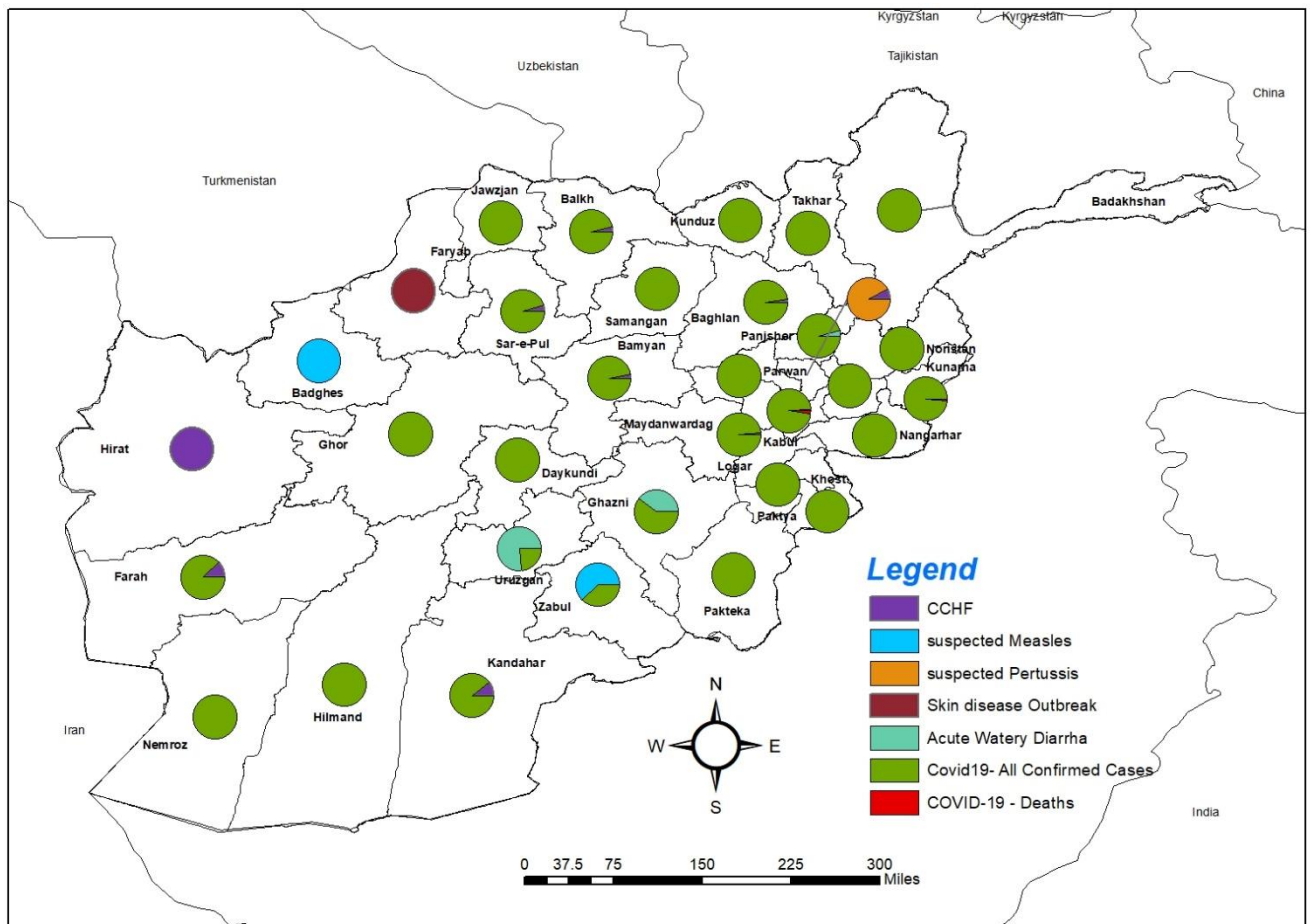 Kyrgyzstan
Kyrgyzstan
Uzbekistan
Tajikistan
China
Turkmenistan
Jawzjan
Balkh
Kunduz
Takhar
Badakhshan
Faryab
Samangan
Baghlan
Sar-e-Pul
Panjsher
Bamyan
Nonstan
Parwan
Kunama
Badghes
Maydanwardag
Kabul
Nangarhar
Hirat
Ghor
Logar
Daykundi
Khost
Ghazni
Paktya
Farah
Uruzgan
Zabul
Pakteka
Kandahar
Hilmand
Nemroz
Iran
India
Legend
CCHF
suspected Measles
suspected Pertussis
Skin disease Outbreak
Acute Watery Diarrha
Covid19- All Confirmed Cases
COVID-19 - Deaths
N
W
E
S
0 37.5 75 150 225 300
Miles